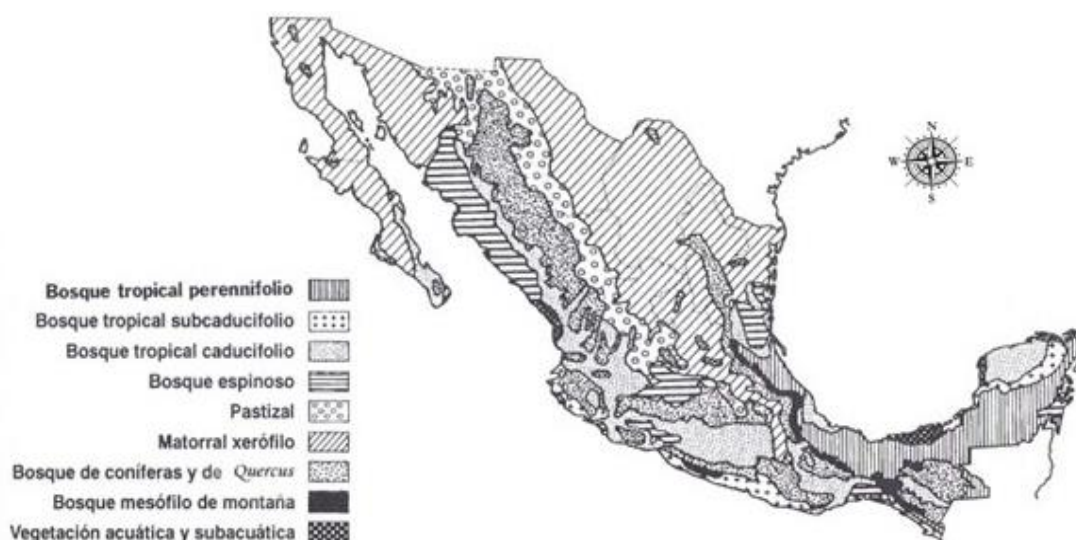 N
W
E
S
Bosque tropical perennifolio
Bosque tropical subcaducifolio
Bosque tropical caducifolio
Bosque espinoso
Pastizal
Matorral xerófilo
Bosque de coníferas y de Quercus
Bosque mesófilo de montaña
Vegetación acuática y subacuática